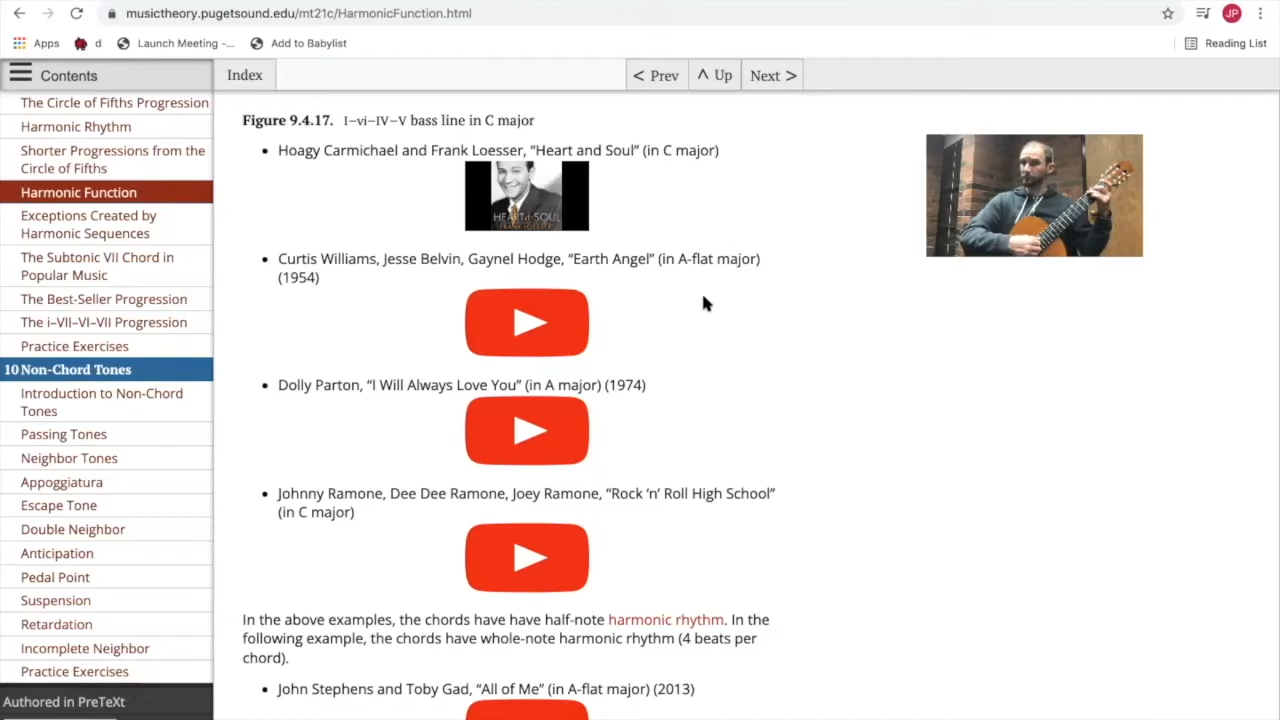 musictheory.pugetsound.edu/mt21c/HarmonicFunction.html
JP
Apps
d
Launch Meeting -...
Add to Babylist
Reading List
Contents
Index
< Prev
^ Up
Next >
The Circle of Fifths Progression
Harmonic Rhythm
Shorter Progressions from the
Circle of Fifths
Harmonic Function
Exceptions Created by
Harmonic Sequences
The Subtonic VII Chord in
Popular Music
The Best-Seller Progression
The i–VII–VI–VII Progression
Practice Exercises
10 Non-Chord Tones
Introduction to Non-Chord
Tones
Passing Tones
Neighbor Tones
Appoggiatura
Escape Tone
Double Neighbor
Anticipation
Pedal Point
Suspension
Retardation
Incomplete Neighbor
Practice Exercises
Authored in PreTeXt
Figure 9.4.17. I–vi–IV–V bass line in C major
• Hoagy Carmichael and Frank Loesser, “Heart and Soul” (in C major)
HEART & SOUL
• Curtis Williams, Jesse Belvin, Gaynel Hodge, “Earth Angel” (in A-flat major)
(1954)
• Dolly Parton, “I Will Always Love You” (in A major) (1974)
• Johnny Ramone, Dee Dee Ramone, Joey Ramone, “Rock ‘n’ Roll High School”
(in C major)
In the above examples, the chords have have half-note harmonic rhythm. In the
following example, the chords have whole-note harmonic rhythm (4 beats per
chord).
• John Stephens and Toby Gad, “All of Me” (in A-flat major) (2013)